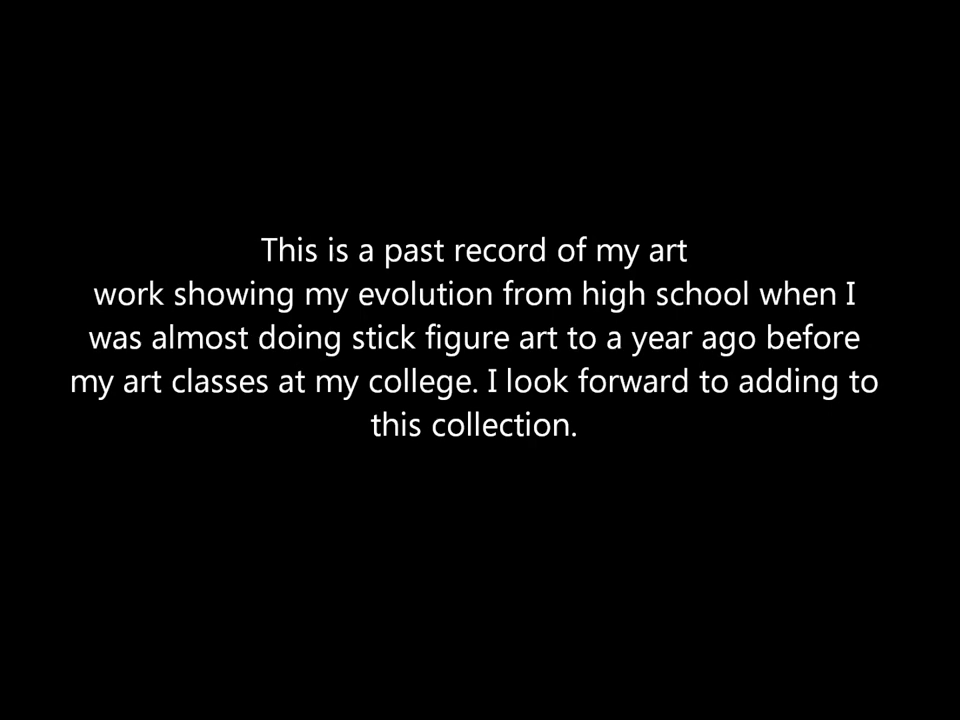 This is a past record of my art
work showing my evolution from high school when I
was almost doing stick figure art to a year ago before
my art classes at my college. I look forward to adding to
this collection.